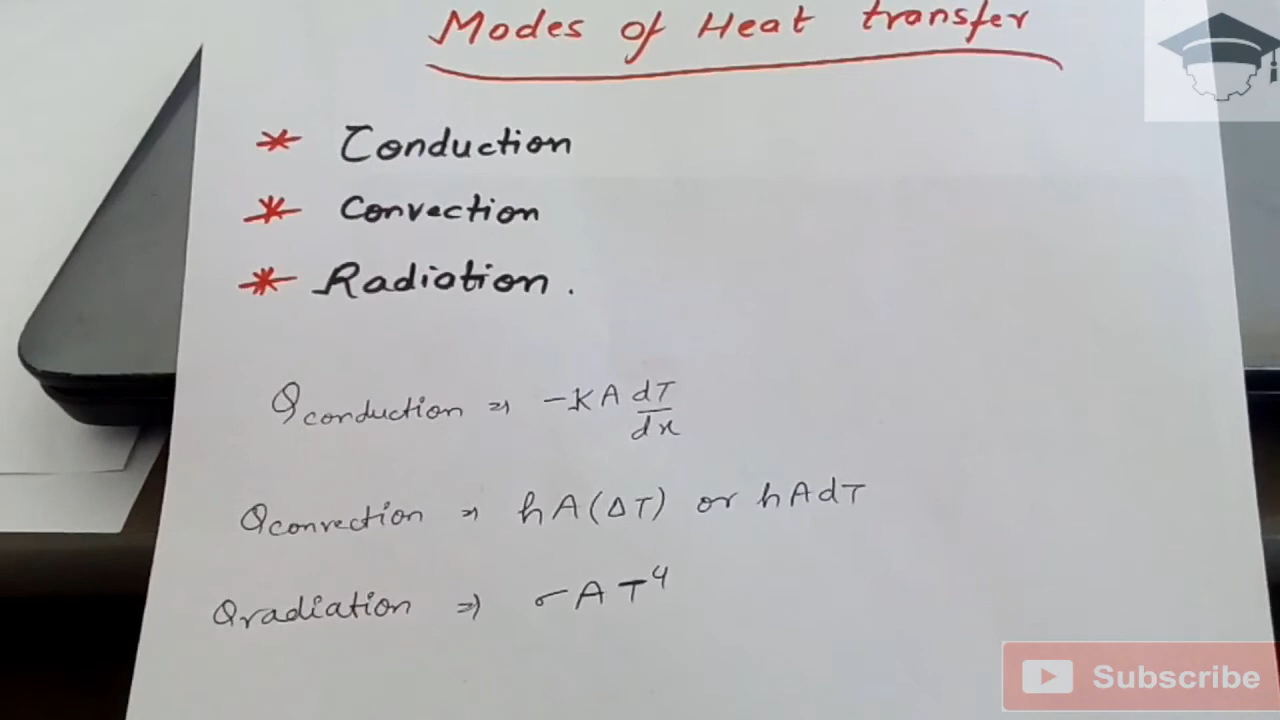 Modes of Heat transfer
* Conduction
* Convection
* Radiation.
Qconduction ⇒ -KA dT/dx
Qconvection ⇒ hA(ΔT) or hAdT
Qradiation ⇒ σAT⁴
Subscribe